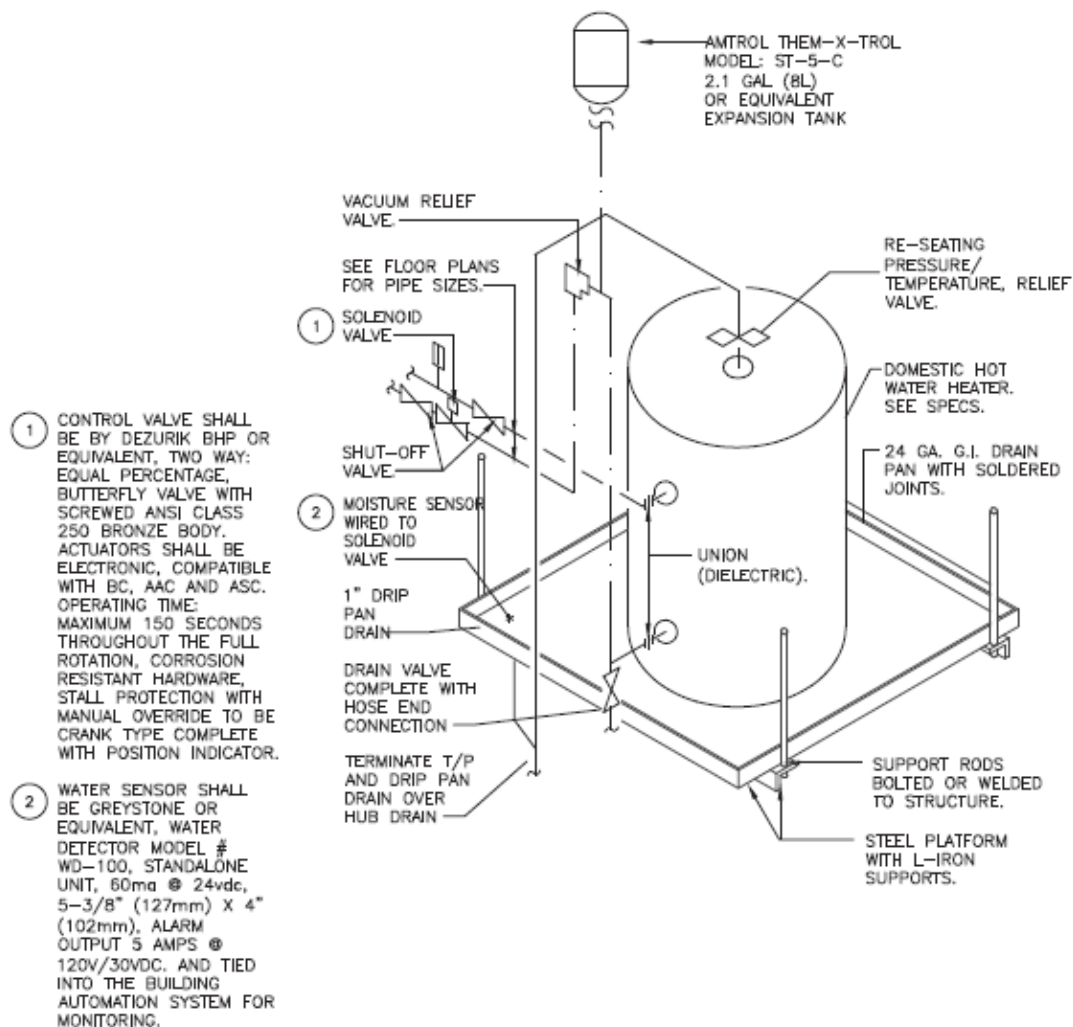 AMTROL THEM-X-TROL
MODEL: ST-5-C
2.1 GAL (8L)
OR EQUIVALENT
EXPANSION TANK
VACUUM RELIEF
VALVE.
SEE FLOOR PLANS
FOR PIPE SIZES.
1
SOLENOID
VALVE
SHUT-OFF
VALVE.
2
MOISTURE SENSOR
WIRED TO
SOLENOID
VALVE
1" DRIP
PAN
DRAIN
DRAIN VALVE
COMPLETE WITH
HOSE END
CONNECTION
TERMINATE T/P
AND DRIP PAN
DRAIN OVER
HUB DRAIN
RE-SEATING
PRESSURE/
TEMPERATURE, RELIEF
VALVE.
DOMESTIC HOT
WATER HEATER.
SEE SPECS.
24 GA. G.I. DRAIN
PAN WITH SOLDERED
JOINTS.
UNION
(DIELECTRIC).
SUPPORT RODS
BOLTED OR WELDED
TO STRUCTURE.
STEEL PLATFORM
WITH L-IRON
SUPPORTS.
1
CONTROL VALVE SHALL
BE BY DEZURIK BHP OR
EQUIVALENT, TWO WAY:
EQUAL PERCENTAGE,
BUTTERFLY VALVE WITH
SCREWED ANSI CLASS
250 BRONZE BODY.
ACTUATORS SHALL BE
ELECTRONIC, COMPATIBLE
WITH BC, AAC AND ASC.
OPERATING TIME:
MAXIMUM 150 SECONDS
THROUGHOUT THE FULL
ROTATION, CORROSION
RESISTANT HARDWARE,
STALL PROTECTION WITH
MANUAL OVERRIDE TO BE
CRANK TYPE COMPLETE
WITH POSITION INDICATOR.
2
WATER SENSOR SHALL
BE GREYSTONE OR
EQUIVALENT, WATER
DETECTOR MODEL #
WD-100, STANDALONE
UNIT, 60ma @ 24vdc,
5-3/8" (127mm) X 4"
(102mm), ALARM
OUTPUT 5 AMPS @
120V/30VDC. AND TIED
INTO THE BUILDING
AUTOMATION SYSTEM FOR
MONITORING.